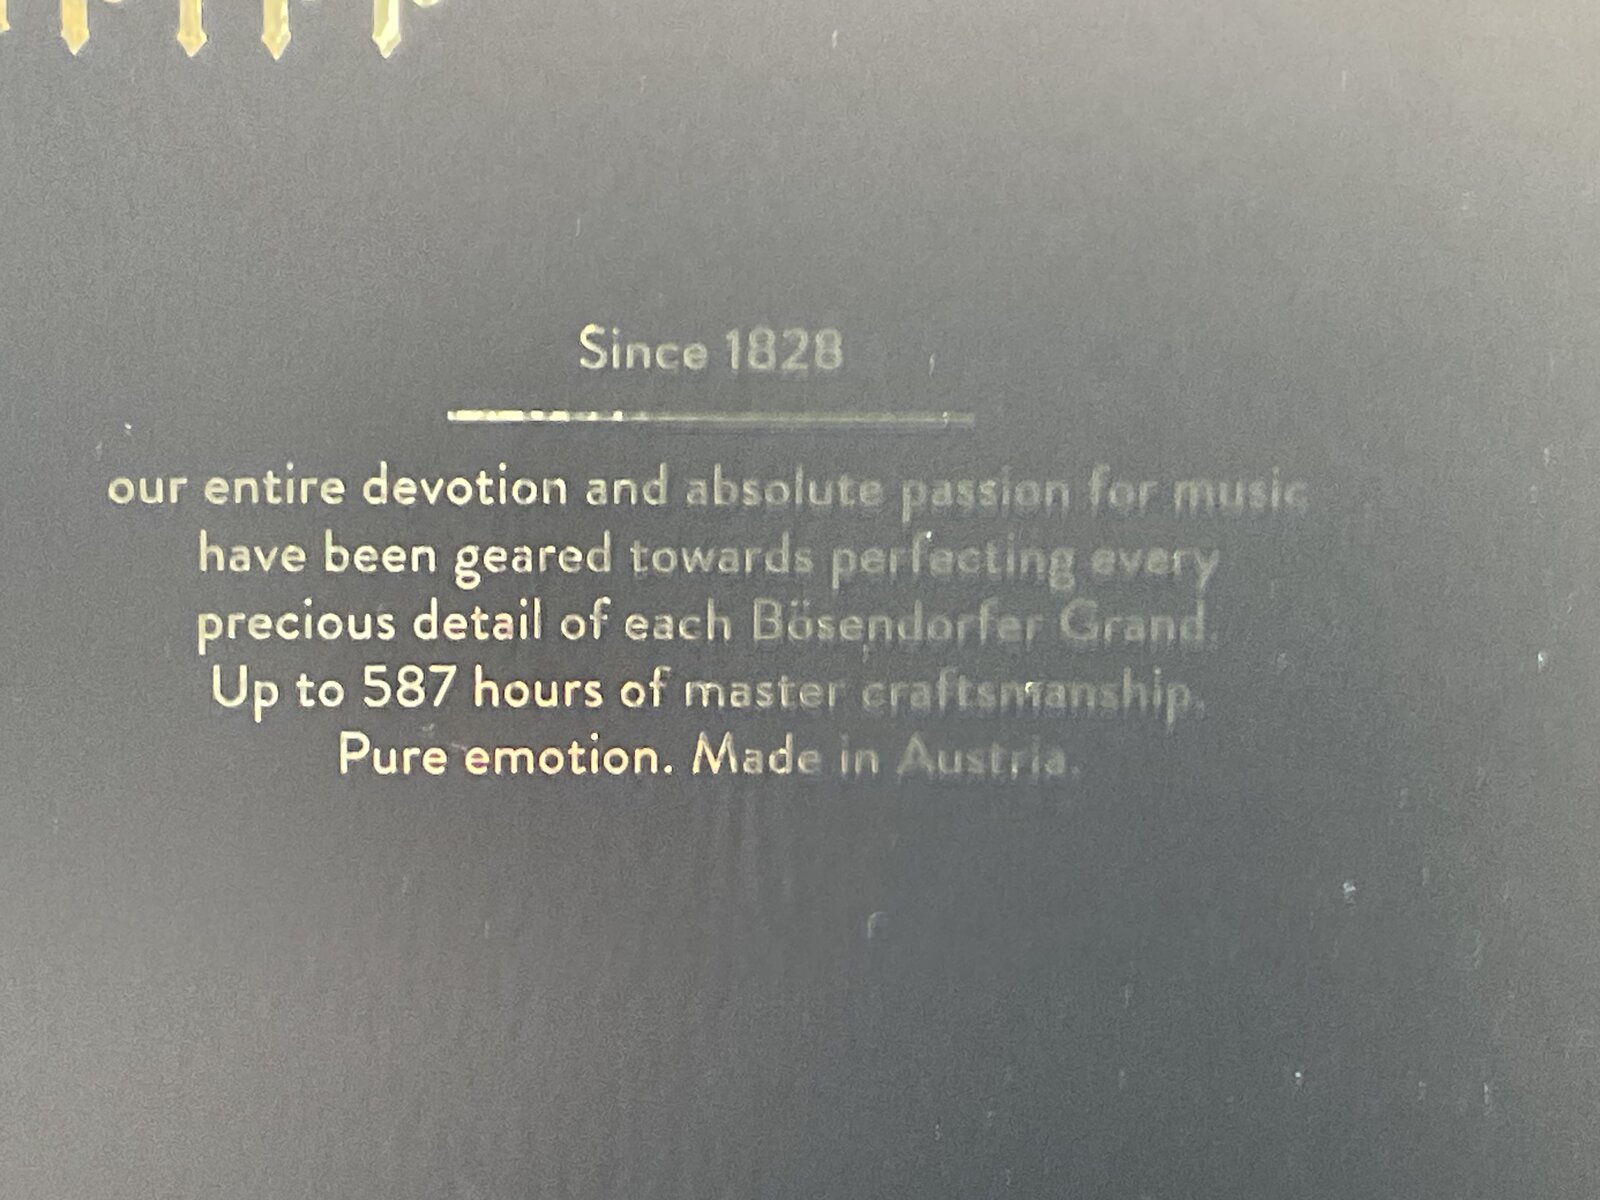 Since 1828
our entire devotion and absolute passion for music
have been geared towards perfecting every
precious detail of each Bösendorfer Grand.
Up to 587 hours of master craftsmanship.
Pure emotion. Made in Austria.